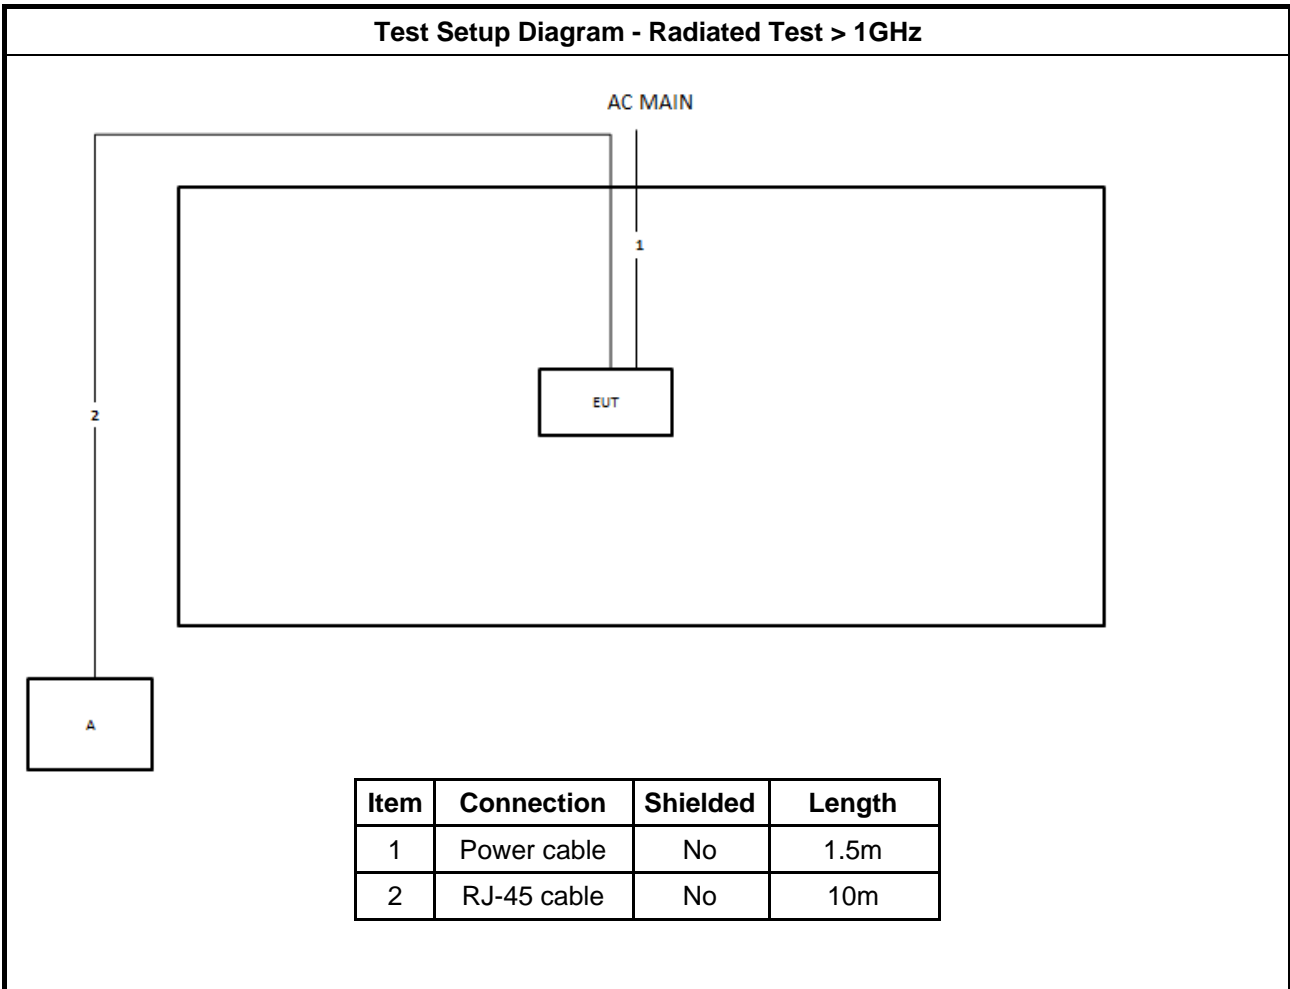 Test Setup Diagram - Radiated Test > 1GHz
AC MAIN
1
EUT
2
A
Item Connection Shielded Length
1 Power cable No 1.5m
2 RJ-45 cable No 10m